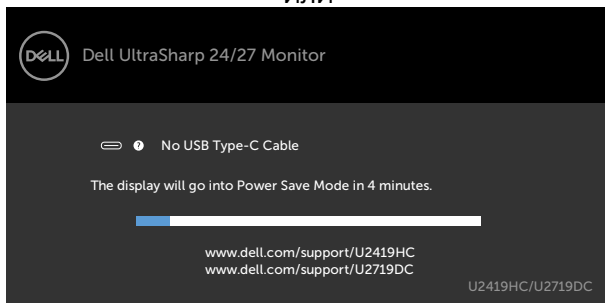 или
DELL
Dell UltraSharp 24/27 Monitor
? No USB Type-C Cable
The display will go into Power Save Mode in 4 minutes.
www.dell.com/support/U2419HC
www.dell.com/support/U2719DC
U2419HC/U2719DC